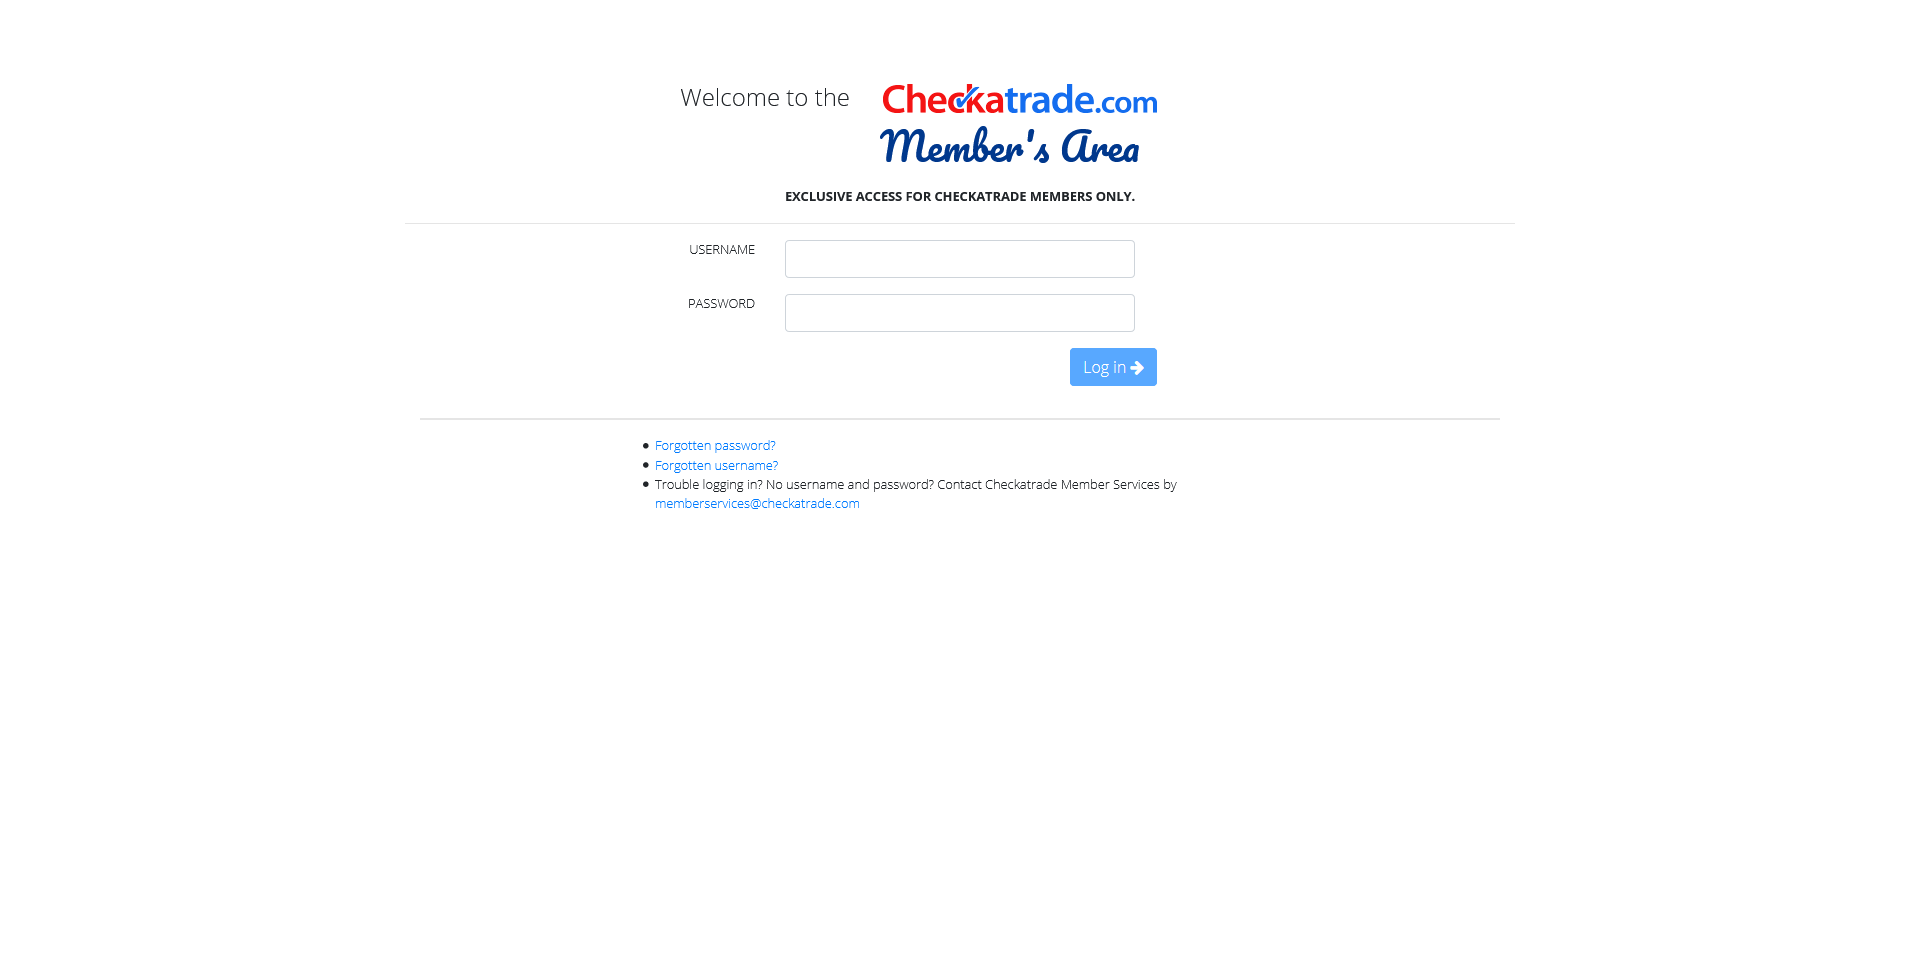 Welcome to the
Checkatrade.com
Member's Area
EXCLUSIVE ACCESS FOR CHECKATRADE MEMBERS ONLY.
USERNAME
PASSWORD
Log in
Forgotten password?
Forgotten username?
Trouble logging in? No username and password? Contact Checkatrade Member Services by
memberservices@checkatrade.com